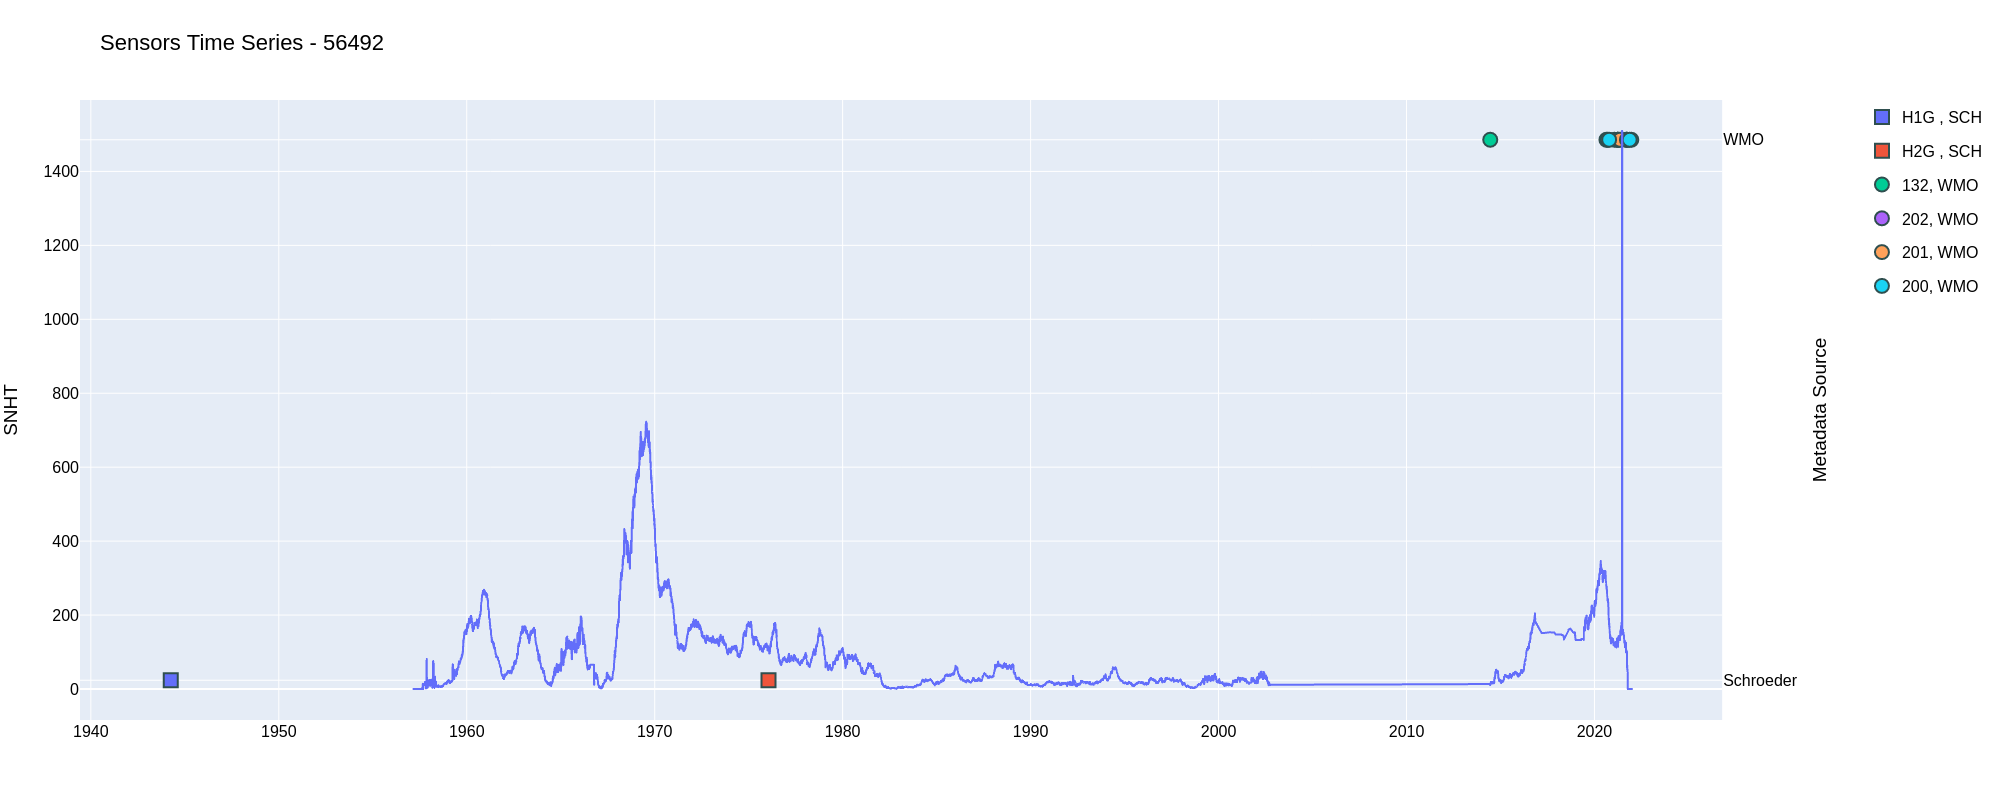 Sensors Time Series - 56492
SNHT
1400
1200
1000
800
600
400
200
0
1940
1950
1960
1970
1980
1990
2000
2010
2020
WMO
Schroeder
Metadata Source
H1G , SCH
H2G , SCH
132, WMO
202, WMO
201, WMO
200, WMO